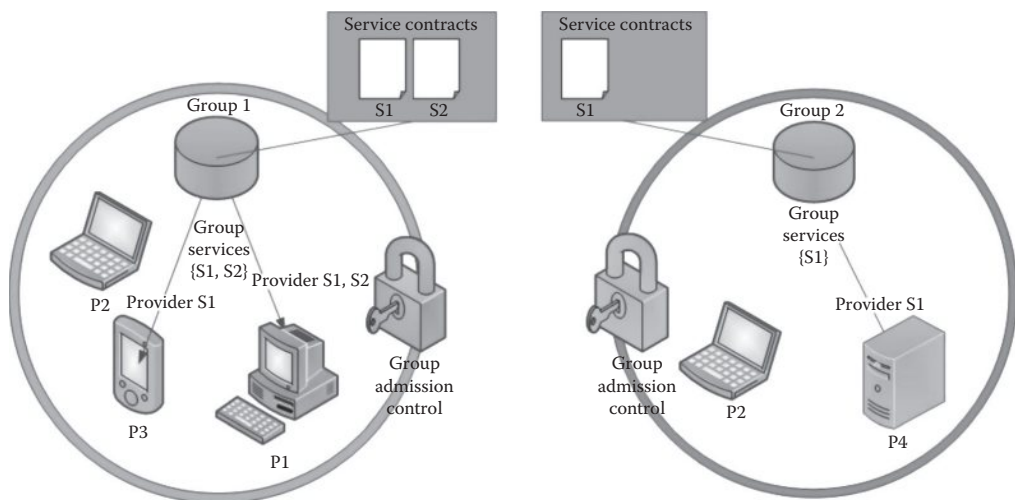 Service contracts
S1 S2
Group 1
Group
services
{S1, S2}
Provider S1
Provider S1, S2
P2
P3
P1
Group
admission
control
Service contracts
S1
Group 2
Group
services
{S1}
Provider S1
Group
admission
control
P2
P4